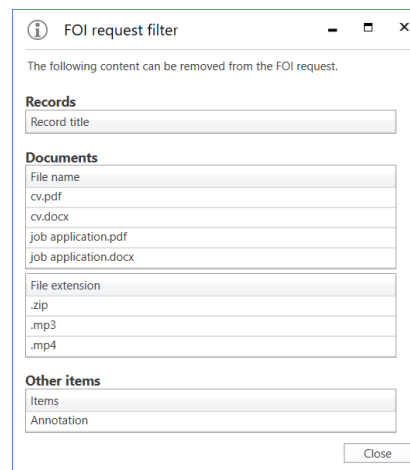 FOI request filter
The following content can be removed from the FOI request.
Records
Record title
Documents
File name
cv.pdf
cv.docx
job application.pdf
job application.docx
File extension
.zip
.mp3
.mp4
Other items
Items
Annotation
Close